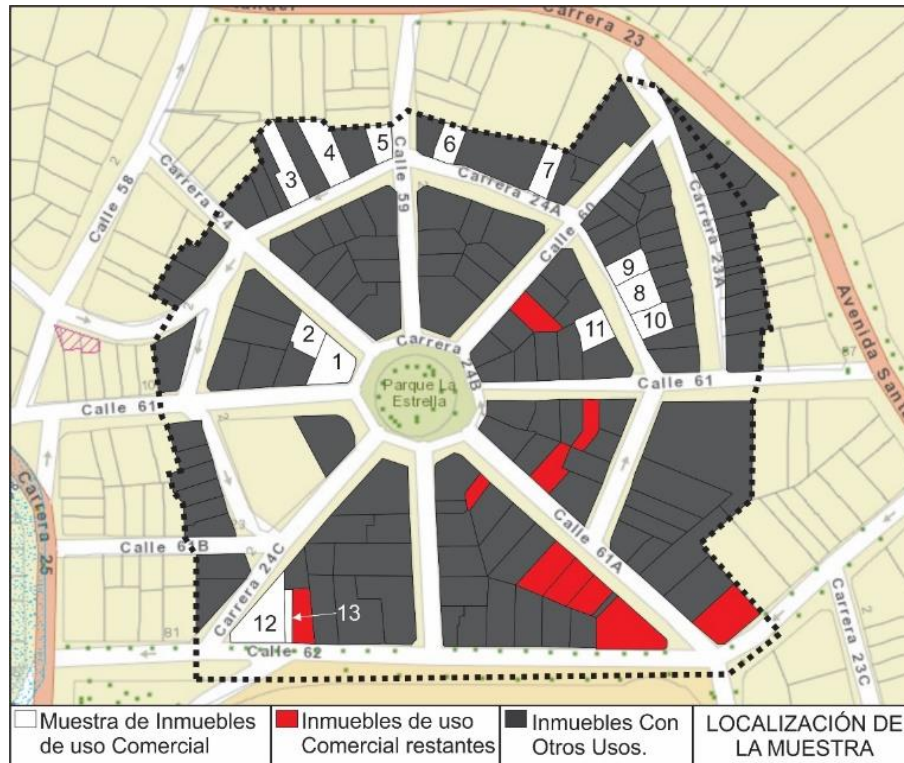 Carrera 23
Calle 58
Calle 59
Carrera 24
Carrera 24A
Calle 60
Carrera 23A
Avenida Santa
3
4
5
6
7
9
8
10
11
2
1
Carrera 24B
Parque La
Estrella
Calle 61
Calle 61
Carrera 25
Calle 61B
Carrera 24C
Calle 61A
12
13
Calle 62
Carrera 23C
81
Muestra de Inmuebles
de uso Comercial
Inmuebles de uso
Comercial restantes
Inmuebles Con
Otros Usos.
LOCALIZACIÓN DE
LA MUESTRA